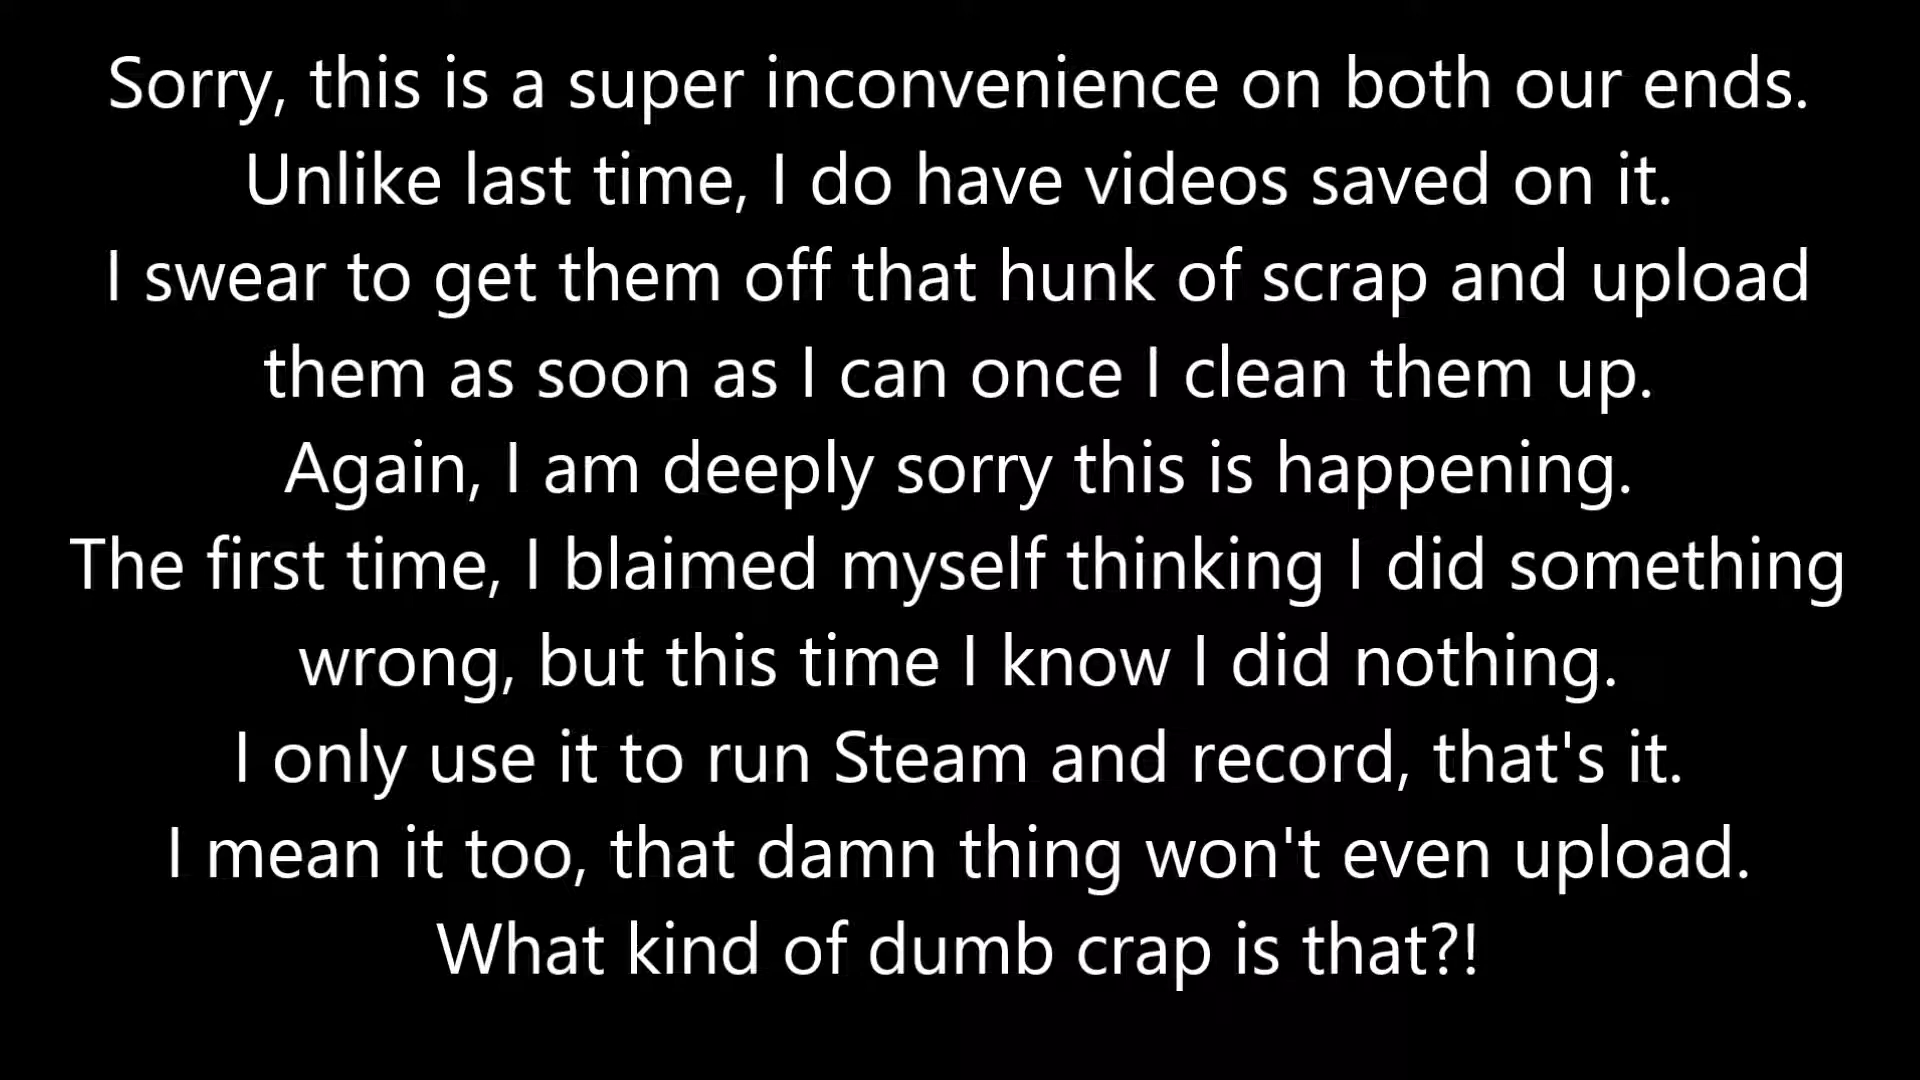 Sorry, this is a super inconvenience on both our ends.
Unlike last time, I do have videos saved on it.
I swear to get them off that hunk of scrap and upload
them as soon as I can once I clean them up.
Again, I am deeply sorry this is happening.
The first time, I blaimed myself thinking I did something
wrong, but this time I know I did nothing.
I only use it to run Steam and record, that's it.
I mean it too, that damn thing won't even upload.
What kind of dumb crap is that?!